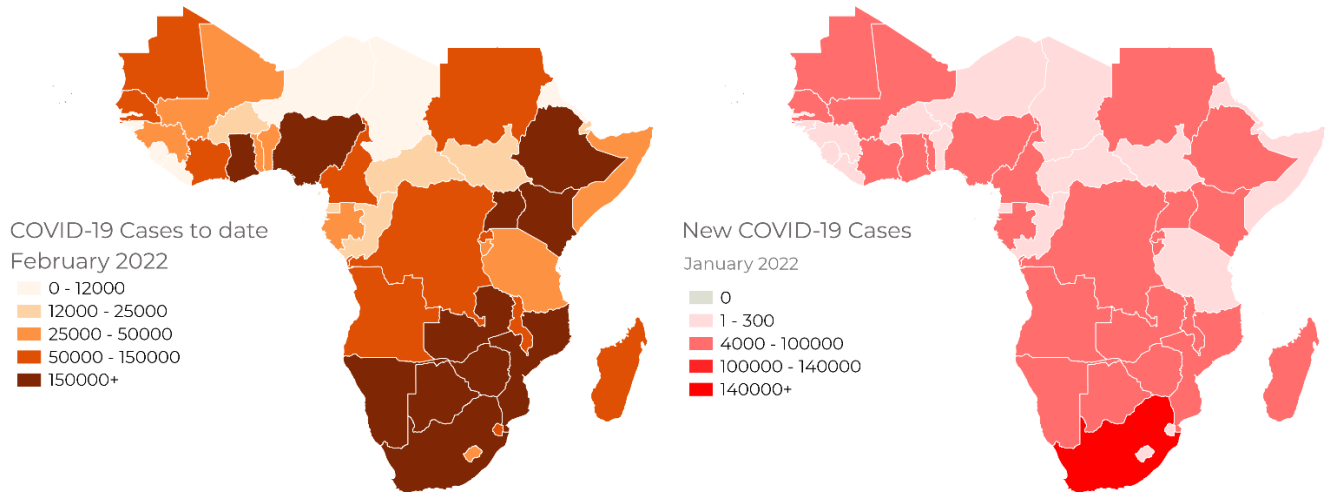 COVID-19 Cases to date
February 2022
0 - 12000
12000 - 25000
25000 - 50000
50000 - 150000
150000+
New COVID-19 Cases
January 2022
0
1 - 300
4000 - 100000
100000 - 140000
140000+